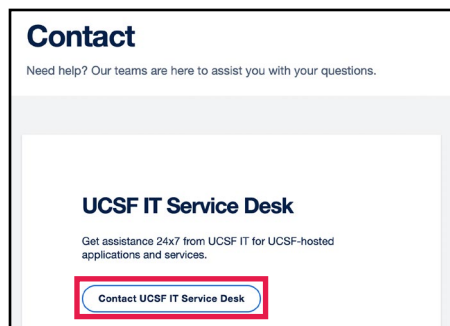 Contact
Need help? Our teams are here to assist you with your questions.
UCSF IT Service Desk
Get assistance 24x7 from UCSF IT for UCSF-hosted
applications and services.
Contact UCSF IT Service Desk